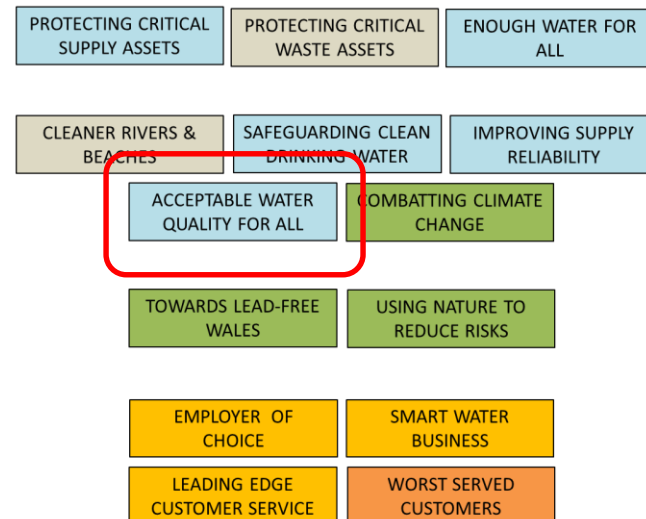 PROTECTING CRITICAL
SUPPLY ASSETS
PROTECTING CRITICAL
WASTE ASSETS
ENOUGH WATER FOR
ALL
CLEANER RIVERS &
BEACHES
SAFEGUARDING CLEAN
DRINKING WATER
IMPROVING SUPPLY
RELIABILITY
ACCEPTABLE WATER
QUALITY FOR ALL
COMBATTING CLIMATE
CHANGE
TOWARDS LEAD-FREE
WALES
USING NATURE TO
REDUCE RISKS
EMPLOYER OF
CHOICE
SMART WATER
BUSINESS
LEADING EDGE
CUSTOMER SERVICE
WORST SERVED
CUSTOMERS